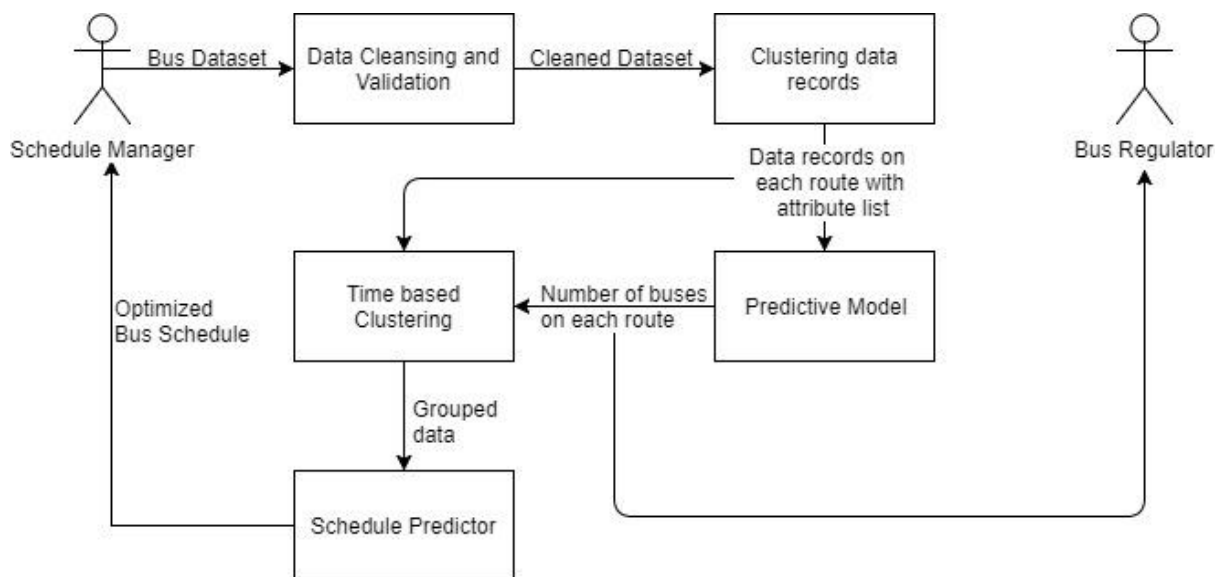 Bus Dataset
Data Cleansing and
Validation
Cleaned Dataset
Clustering data
records
Schedule Manager
Bus Regulator
Data records on
each route with
attribute list
Time based
Clustering
Number of buses
on each route
Predictive Model
Optimized
Bus Schedule
Grouped
data
Schedule Predictor